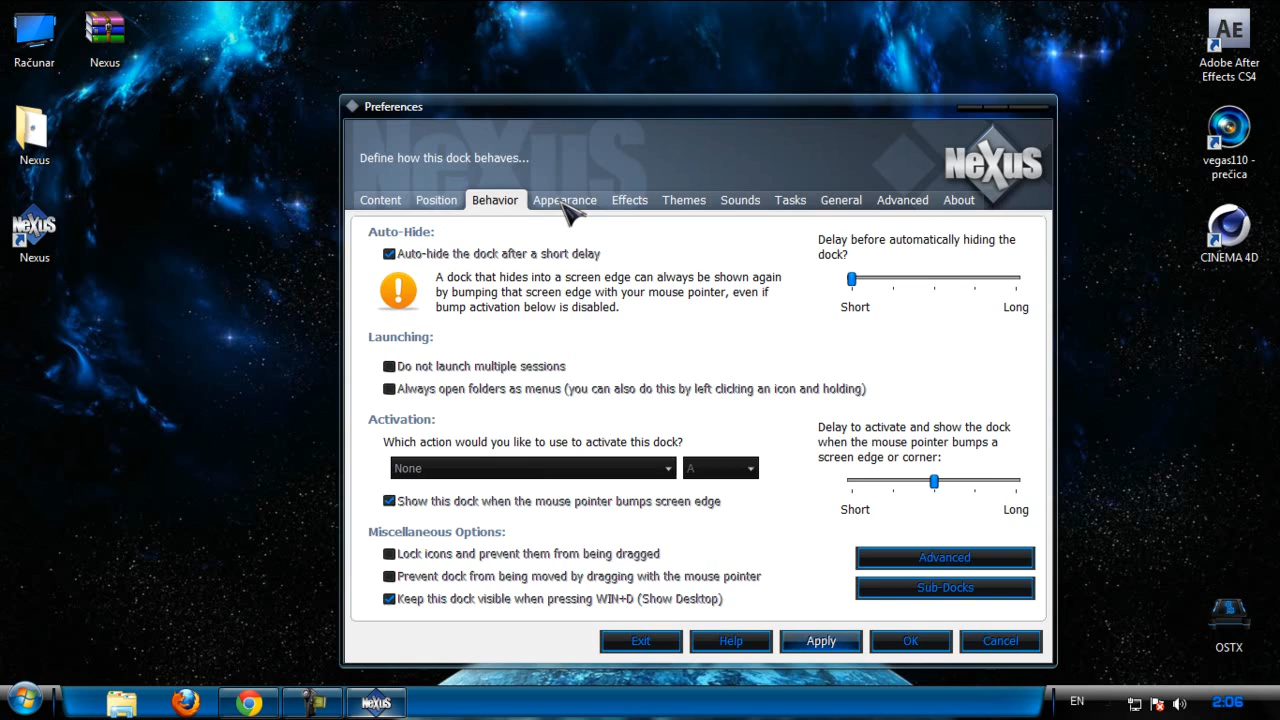 Računar
Nexus
Nexus
NeXuS
Nexus
AE
Adobe After
Effects CS4
vegas110 -
prečica
CINEMA 4D
OSTX
Preferences
NeXuS
Define how this dock behaves...
NeXuS
Content Position Behavior Appearance Effects Themes Sounds Tasks General Advanced About
Auto-Hide:
Auto-hide the dock after a short delay
A dock that hides into a screen edge can always be shown again
by bumping that screen edge with your mouse pointer, even if
bump activation below is disabled.
Delay before automatically hiding the
dock?
Short Long
Launching:
Do not launch multiple sessions
Always open folders as menus (you can also do this by left clicking an icon and holding)
Activation:
Which action would you like to use to activate this dock?
None A
Show this dock when the mouse pointer bumps screen edge
Delay to activate and show the dock
when the mouse pointer bumps a
screen edge or corner:
Short Long
Miscellaneous Options:
Lock icons and prevent them from being dragged
Prevent dock from being moved by dragging with the mouse pointer
Keep this dock visible when pressing WIN+D (Show Desktop)
Advanced
Sub-Docks
Exit Help Apply OK Cancel
NeXuS
EN
2:06